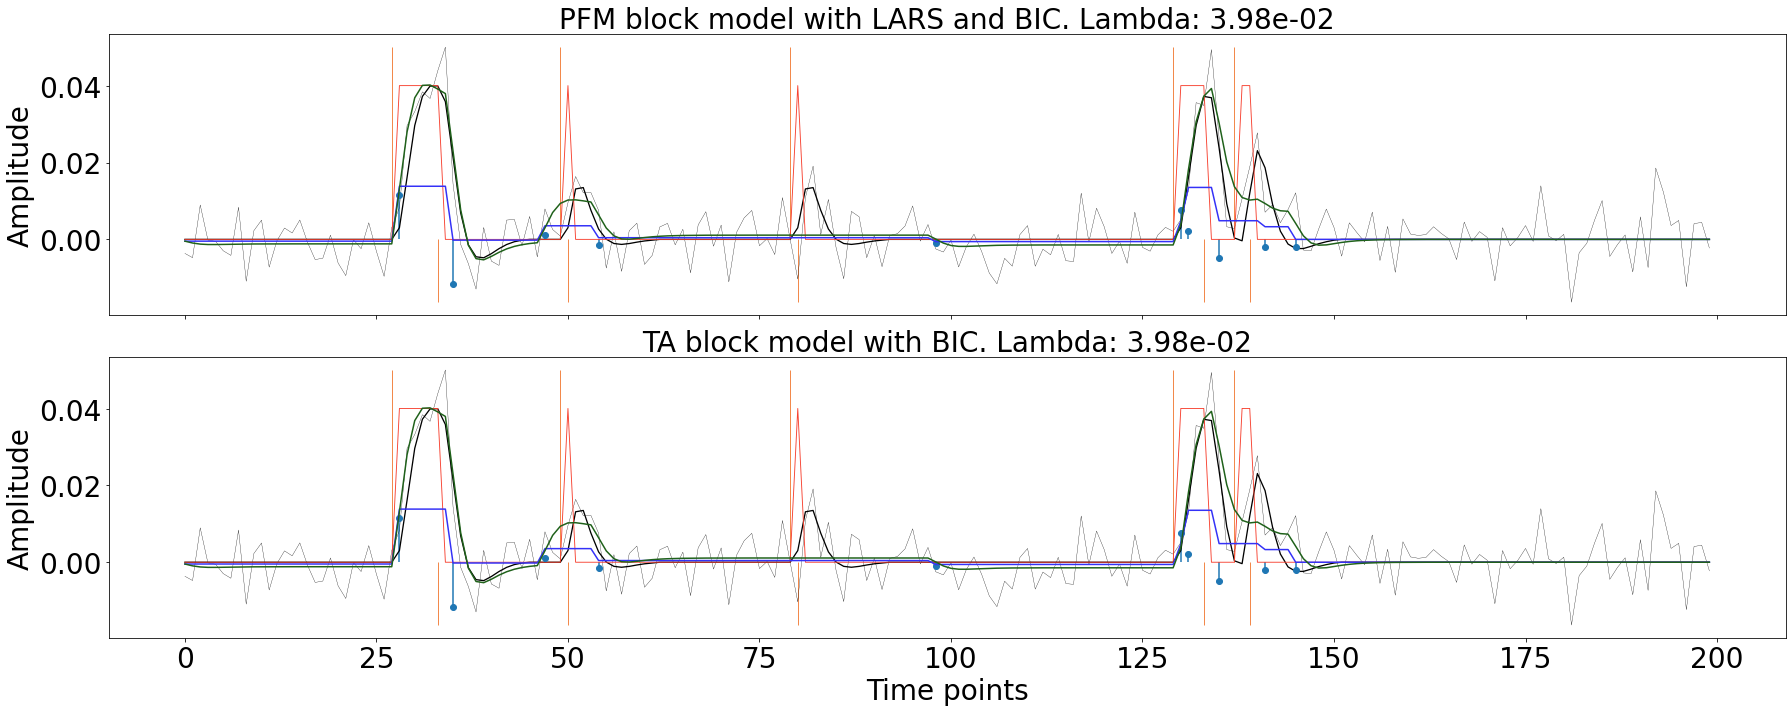 PFM block model with LARS and BIC. Lambda: 3.98e-02
Amplitude
0.04
0.02
0.00
TA block model with BIC. Lambda: 3.98e-02
Amplitude
0.04
0.02
0.00
0 25 50 75 100 125 150 175 200
Time points